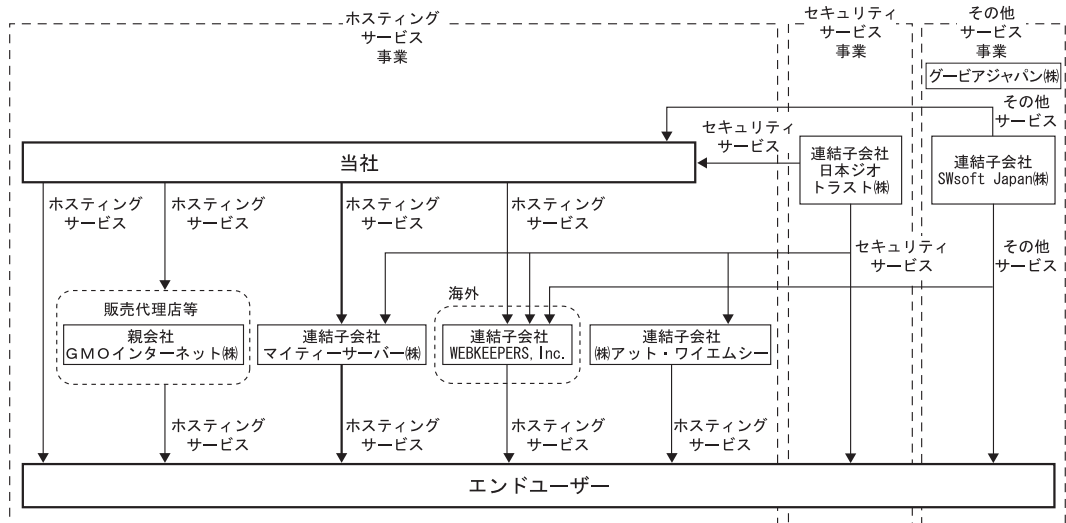 ホスティング
サービス
事業
セキュリティ
サービス
事業
その他
サービス
事業
グービアジャパン㈱
その他
サービス
セキュリティ
サービス
当社
連結子会社
日本ジオ
トラスト㈱
連結子会社
SWsoft Japan㈱
ホスティング
サービス
ホスティング
サービス
ホスティング
サービス
ホスティング
サービス
セキュリティ
サービス
その他
サービス
販売代理店等
海外
親会社
GMOインターネット㈱
連結子会社
マイティーサーバー㈱
連結子会社
WEBKEEPERS, Inc.
連結子会社
㈱アット・ワイエムシー
ホスティング
サービス
ホスティング
サービス
ホスティング
サービス
ホスティング
サービス
エンドユーザー